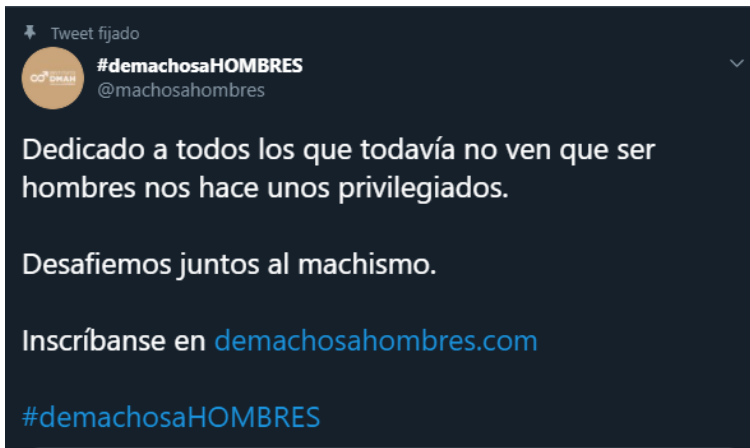 Tweet fijado
#demachosaHOMBRES
@machosahombres
DMAH
Dedicado a todos los que todavía no ven que ser
hombres nos hace unos privilegiados.
Desafiemos juntos al machismo.
Inscríbanse en demachosahombres.com
#demachosaHOMBRES